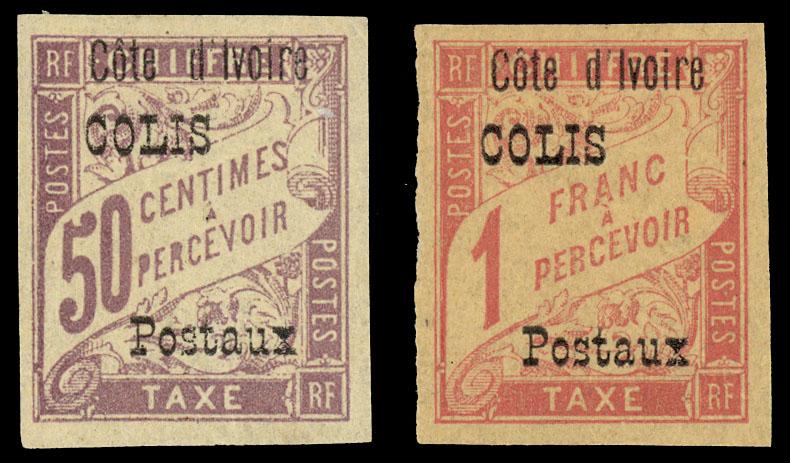 RF CHIFFRE
Côte d'Ivoire
COLIS
POSTES
50 CENTIMES
À
PERCEVOIR
POSTES
Postaux
TAXE RF
RF
Côte d'Ivoire
COLIS
POSTES
1 FRANC
À
PERCEVOIR
POSTES
Postaux
TAXE RF